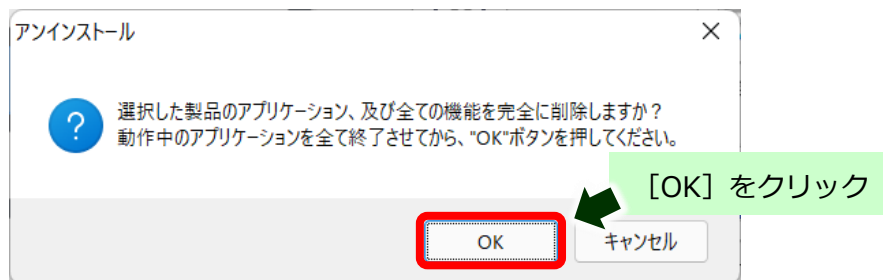 アンインストール
選択した製品のアプリケーション、及び全ての機能を完全に削除しますか？
動作中のアプリケーションを全て終了させてから、"OK"ボタンを押してください。
［OK］をクリック
OK
キャンセル